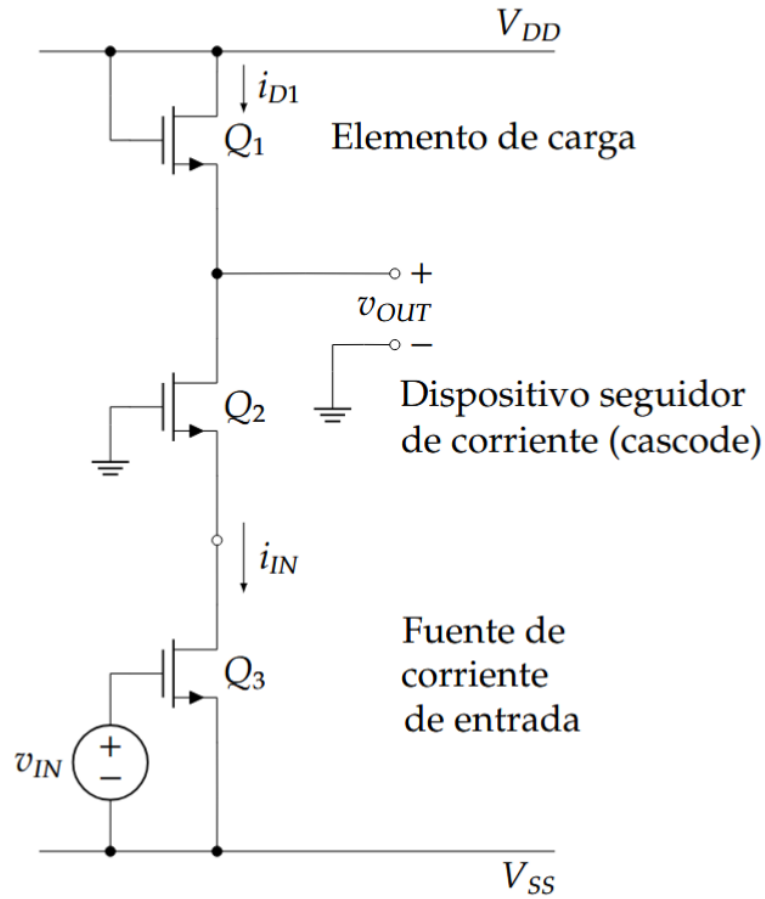 V_DD
i_D1
Q_1
Elemento de carga
+
v_OUT
−
Q_2
Dispositivo seguidor
de corriente (cascode)
i_IN
Fuente de
corriente
de entrada
Q_3
v_IN
+
−
V_SS